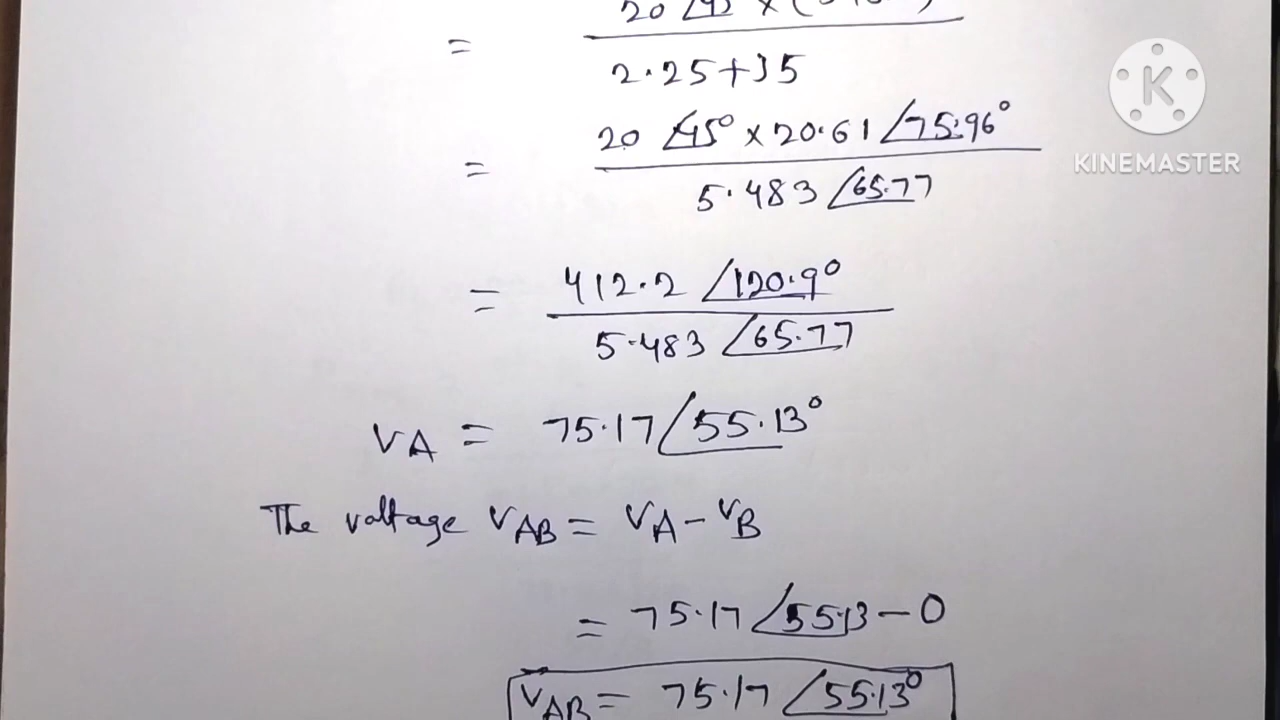 20 ∠45 × (
=
2.25+j5
= 20 ∠45° × 20.61 ∠75.96°
5.483 ∠65.77
= 412.2 ∠120.9°
5.483 ∠65.77
VA = 75.17 ∠55.13°
The voltage VAB = VA - VB
= 75.17 ∠55.13 - 0
VAB = 75.17 ∠55.13°
K
KINEMASTER